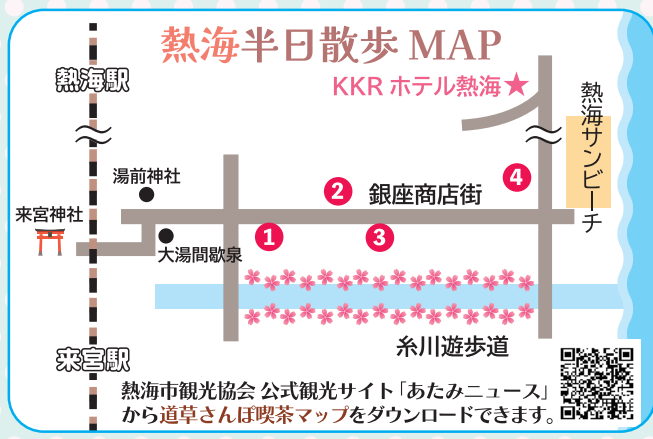 熱海半日散歩 MAP
熱海駅
KKR ホテル熱海★
熱海サンビーチ
湯前神社
来宮神社
大湯間歇泉
銀座商店街
1
2
3
4
糸川遊歩道
来宮駅
熱海市観光協会 公式観光サイト「あたみニュース」
から道草さんぽ喫茶マップをダウンロードできます。